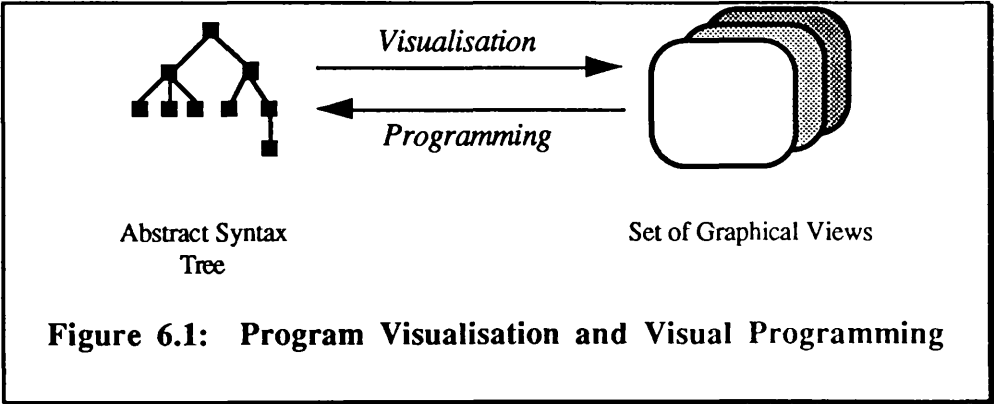 Visualisation
Programming
Abstract Syntax
Tree
Set of Graphical Views
Figure 6.1: Program Visualisation and Visual Programming